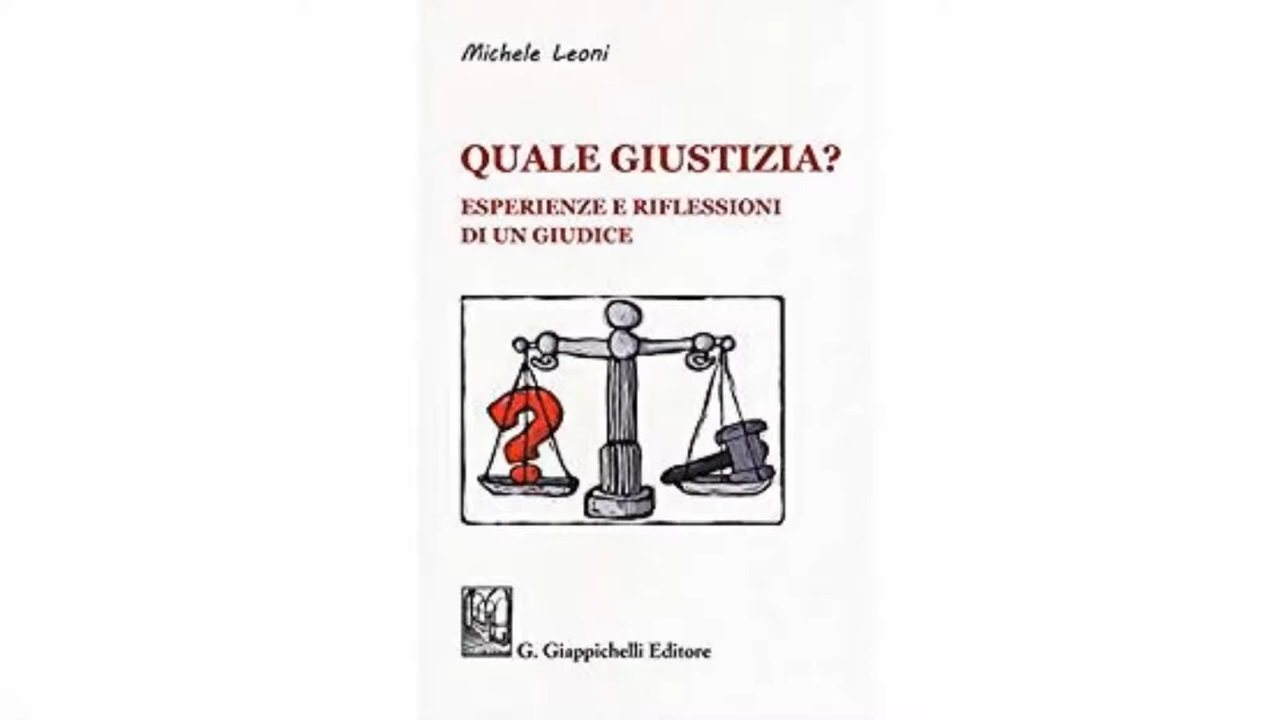 Michele Leoni
QUALE GIUSTIZIA?
ESPERIENZE E RIFLESSIONI
DI UN GIUDICE
G. Giappichelli Editore